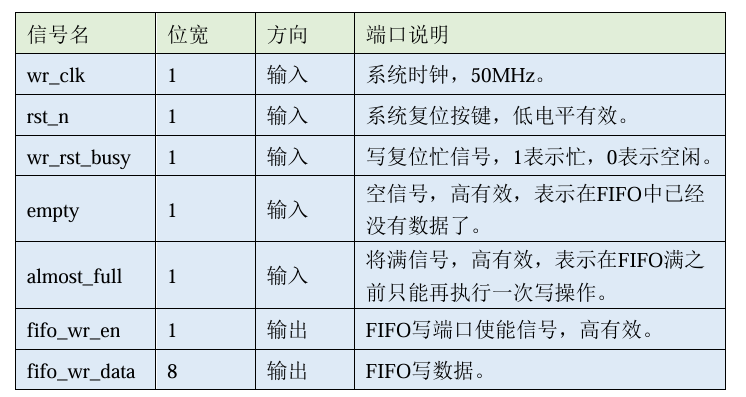 信号名 位宽 方向 端口说明
wr_clk 1 输入 系统时钟，50MHz。
rst_n 1 输入 系统复位按键，低电平有效。
wr_rst_busy 1 输入 写复位忙信号，1表示忙，0表示空闲。
empty 1 输入 空信号，高有效，表示在FIFO中已经
没有数据了。
almost_full 1 输入 将满信号，高有效，表示在FIFO满之
前只能再执行一次写操作。
fifo_wr_en 1 输出 FIFO写端口使能信号，高有效。
fifo_wr_data 8 输出 FIFO写数据。